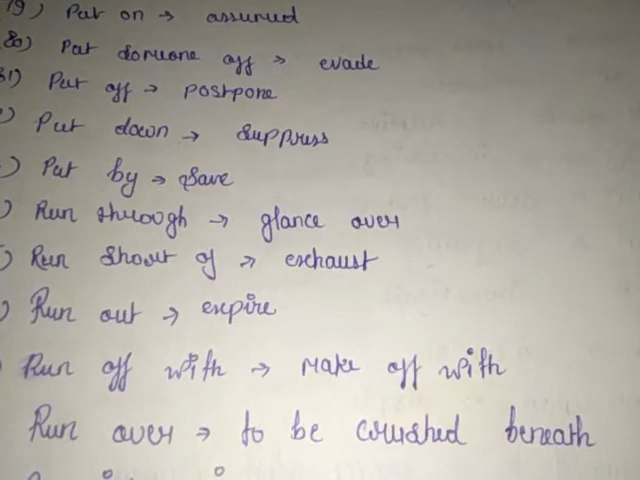 79) Put on → assumed
80) Put someone off → evade
81) Put off → postpone
) Put down → suppress
) Put by → save
) Run through → glance over
) Run short of → exhaust
) Run out → expire
Run off with → make off with
Run over → to be crushed beneath